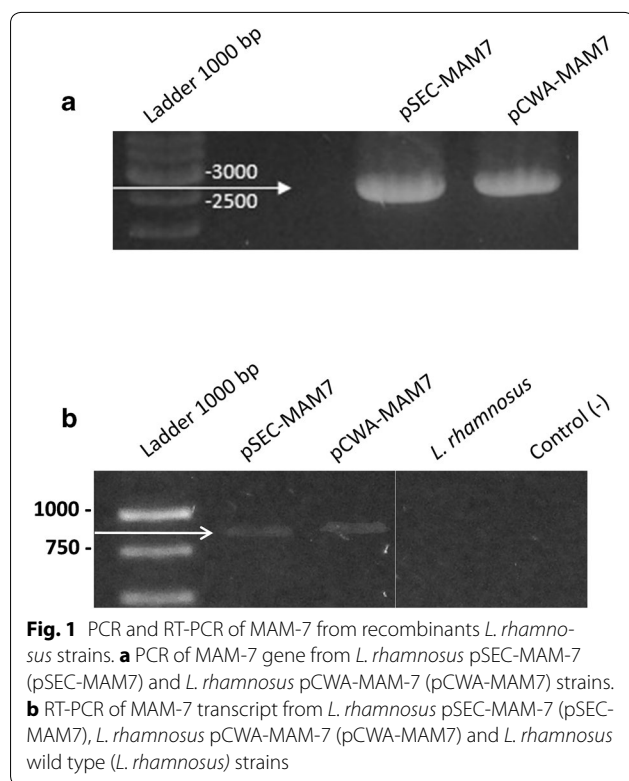 a
Ladder 1000 bp
pSEC-MAM7
pCWA-MAM7
-3000
-2500
b
Ladder 1000 bp
pSEC-MAM7
pCWA-MAM7
L. rhamnosus
Control (-)
1000 -
750 -
Fig. 1 PCR and RT-PCR of MAM-7 from recombinants L. rhamno-
sus strains. a PCR of MAM-7 gene from L. rhamnosus pSEC-MAM-7
(pSEC-MAM7) and L. rhamnosus pCWA-MAM-7 (pCWA-MAM7) strains.
b RT-PCR of MAM-7 transcript from L. rhamnosus pSEC-MAM-7 (pSEC-
MAM7), L. rhamnosus pCWA-MAM-7 (pCWA-MAM7) and L. rhamnosus
wild type (L. rhamnosus) strains